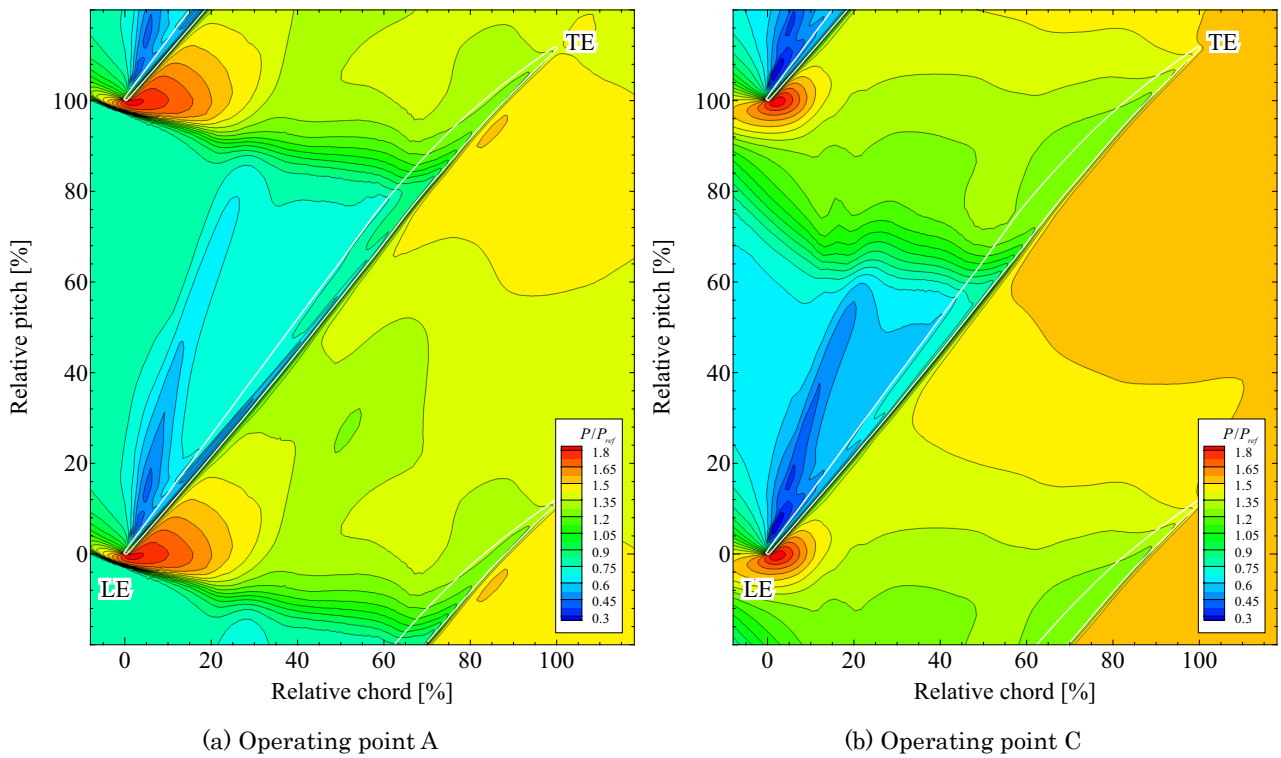 TE
100
80
60
40
20
0
LE
Relative pitch [%]
P/Pref
1.8
1.65
1.5
1.35
1.2
1.05
0.9
0.75
0.6
0.45
0.3
0 20 40 60 80 100
Relative chord [%]
(a) Operating point A
TE
100
80
60
40
20
0
LE
Relative pitch [%]
P/Pref
1.8
1.65
1.5
1.35
1.2
1.05
0.9
0.75
0.6
0.45
0.3
0 20 40 60 80 100
Relative chord [%]
(b) Operating point C